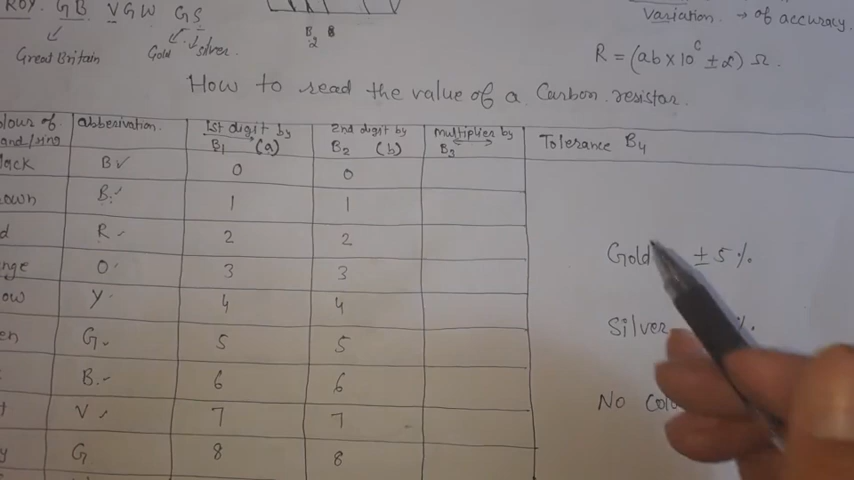 ROY. GB VGW GS
Great Britain
Gold silver.
B2
variation. → of accuracy.
R = (ab × 10^c ± α) Ω.
How to read the value of a Carbon resistor.
colour of band/ring abberivation. 1st digit by B1 (a) 2nd digit by B2 (b) multiplier by B3 Tolerance B4
lack B 0 0
own B. 1 1
d R 2 2
nge O 3 3
ow Y 4 4
en G 5 5
B. 6 6
t V 7 7
y G 8 8
Gold ± 5 %.
Silver %.
No Colo